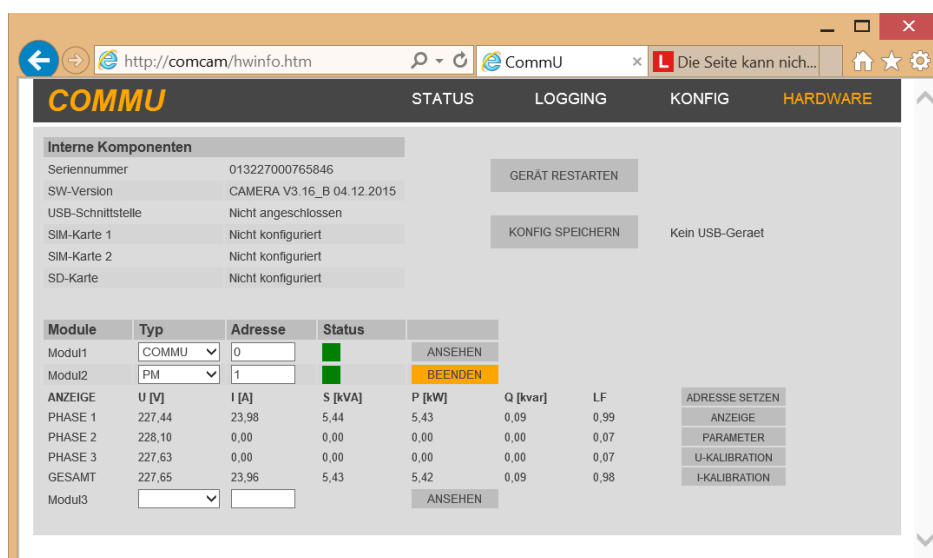 http://comcam/hwinfo.htm
CommU
Die Seite kann nich...
COMMU STATUS LOGGING KONFIG HARDWARE
Interne Komponenten
Seriennummer 013227000765846
GERÄT RESTARTEN
SW-Version CAMERA V3.16_B 04.12.2015
USB-Schnittstelle Nicht angeschlossen
SIM-Karte 1 Nicht konfiguriert KONFIG SPEICHERN Kein USB-Geraet
SIM-Karte 2 Nicht konfiguriert
SD-Karte Nicht konfiguriert
Module Typ Adresse Status
Modul1 COMMU 0 ANSEHEN
Modul2 PM 1 BEENDEN
ANZEIGE U [V] I [A] S [kVA] P [kW] Q [kvar] LF ADRESSE SETZEN
PHASE 1 227,44 23,98 5,44 5,43 0,09 0,99 ANZEIGE
PHASE 2 228,10 0,00 0,00 0,00 0,00 0,07 PARAMETER
PHASE 3 227,63 0,00 0,00 0,00 0,00 0,07 U-KALIBRATION
GESAMT 227,65 23,96 5,43 5,42 0,09 0,98 I-KALIBRATION
Modul3 ANSEHEN